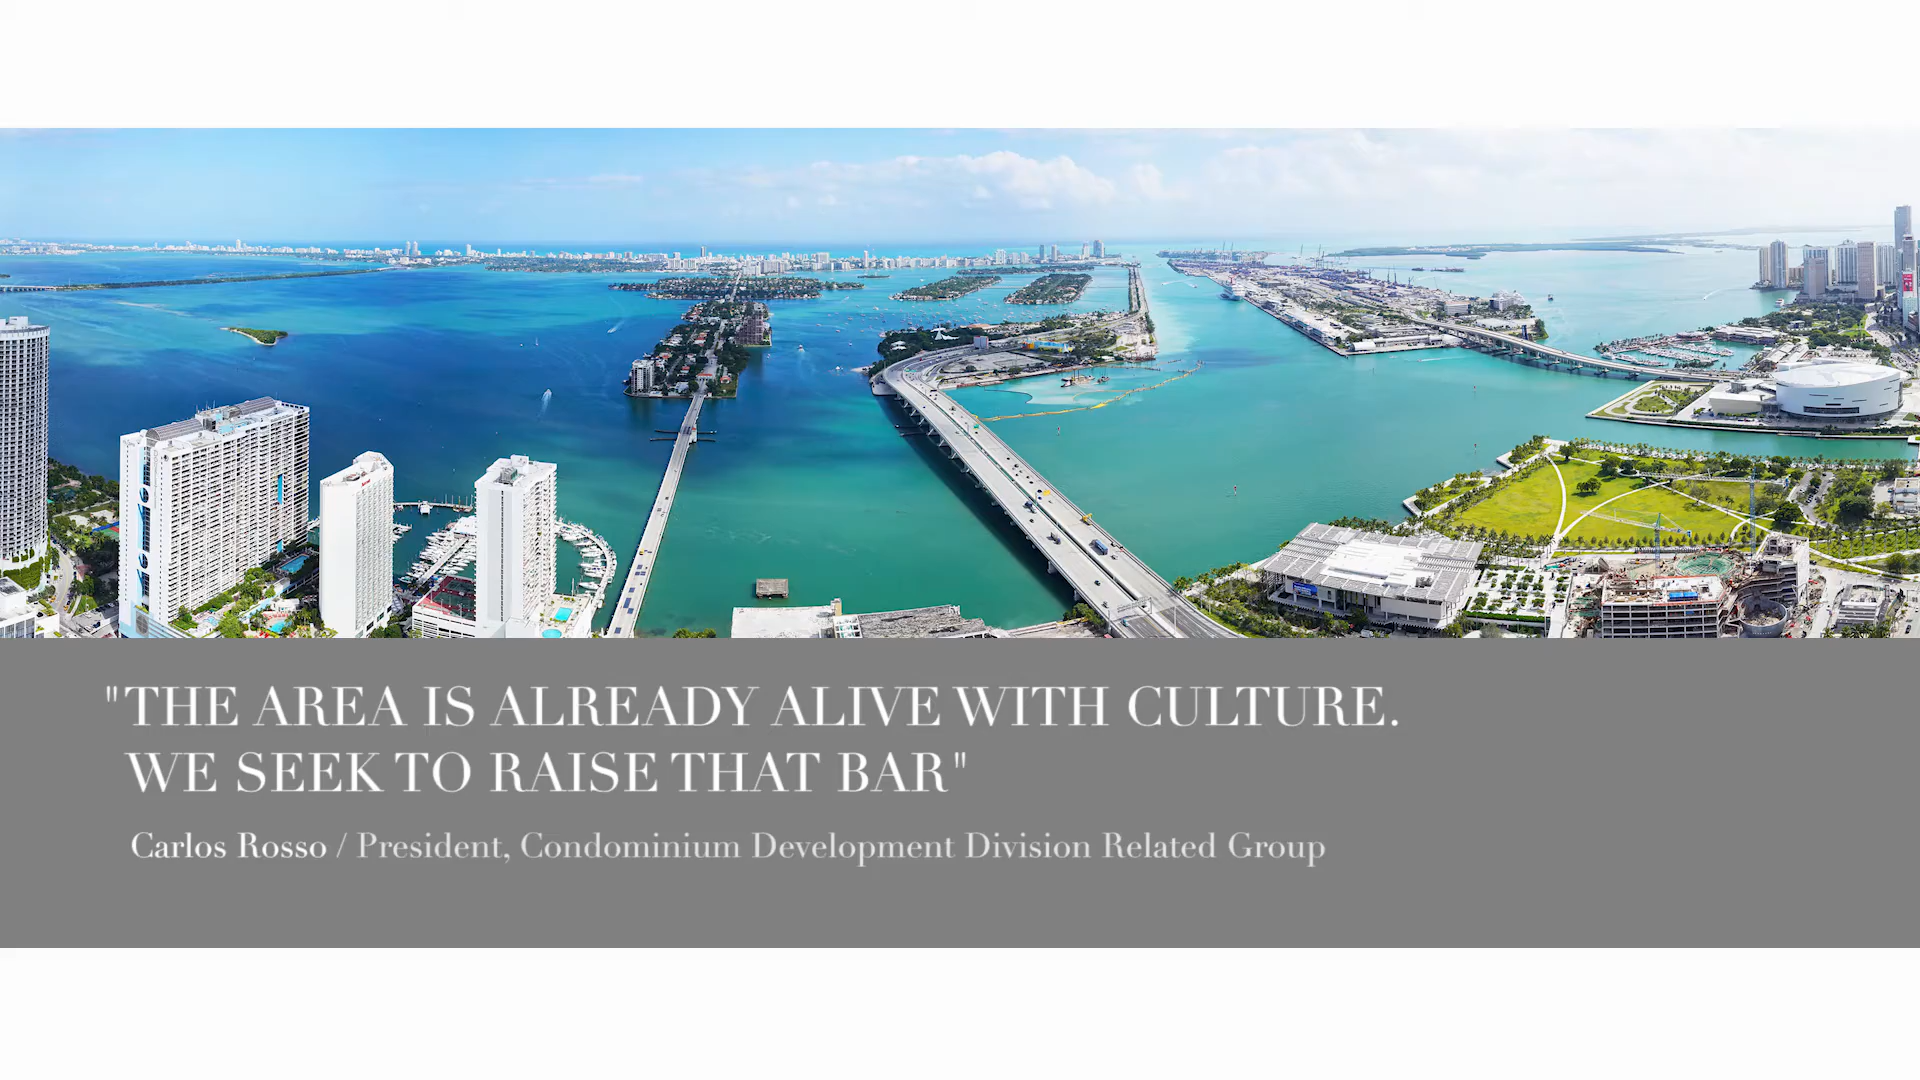 "THE AREA IS ALREADY ALIVE WITH CULTURE.
WE SEEK TO RAISE THAT BAR"
Carlos Rosso / President, Condominium Development Division Related Group